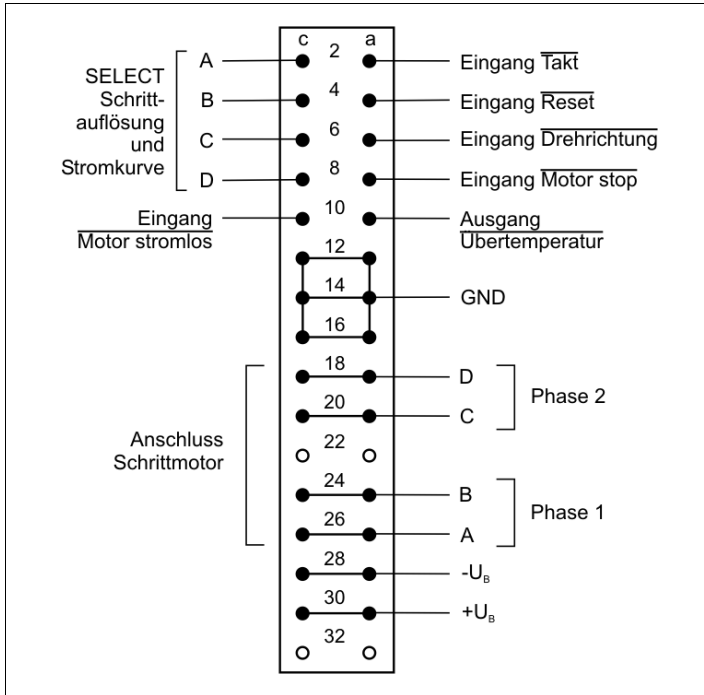 c 2 a
A
Eingang Takt
SELECT
Schritt-
auflösung
und
Stromkurve
B
4
Eingang Reset
C
6
Eingang Drehrichtung
D
8
Eingang Motor stop
Eingang
Motor stromlos
10
Ausgang
Übertemperatur
12
14
GND
16
18
D
Phase 2
20
C
Anschluss
Schrittmotor
22
24
B
Phase 1
26
A
28
-UB
30
+UB
32